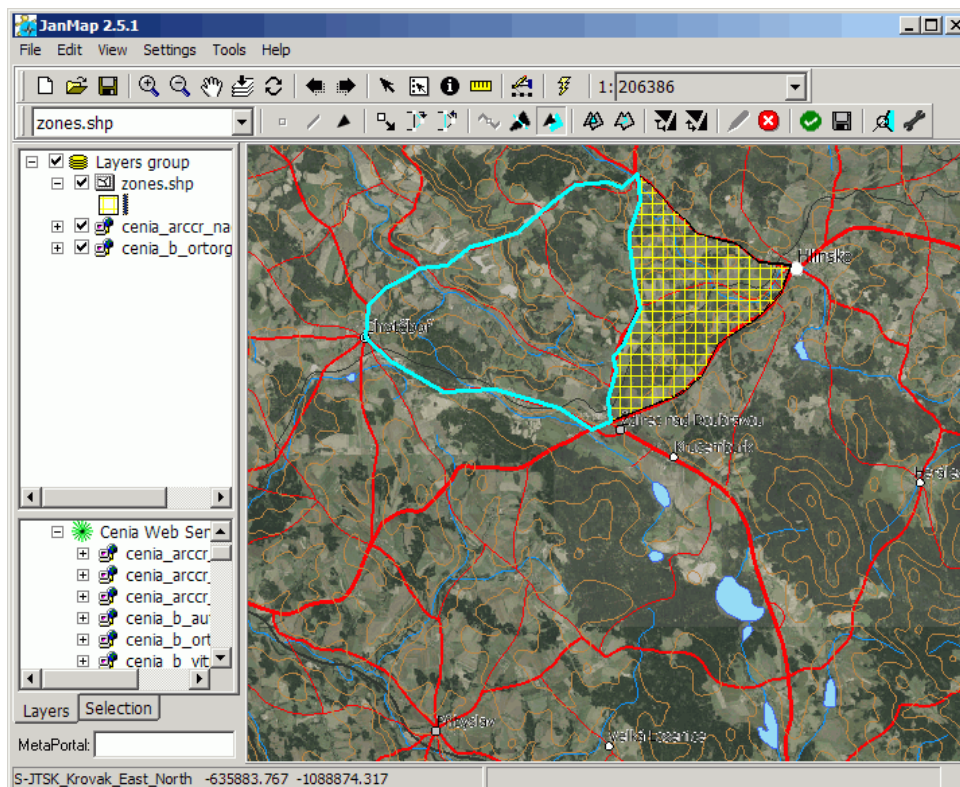 JanMap 2.5.1
File Edit View Settings Tools Help
1: 206386
zones.shp
Layers group
zones.shp
cenia_arccr_na
cenia_b_ortorg
Cenia Web Ser
cenia_arccr_
cenia_arccr_
cenia_arccr_
cenia_b_au
cenia_b_ort
cenia_b_vit
Layers Selection
MetaPortal:
S-JTSK_Krovak_East_North -635883.767 -1088874.317
Hlinsko
Chotěboř
nad Doubravou
Přibyslav